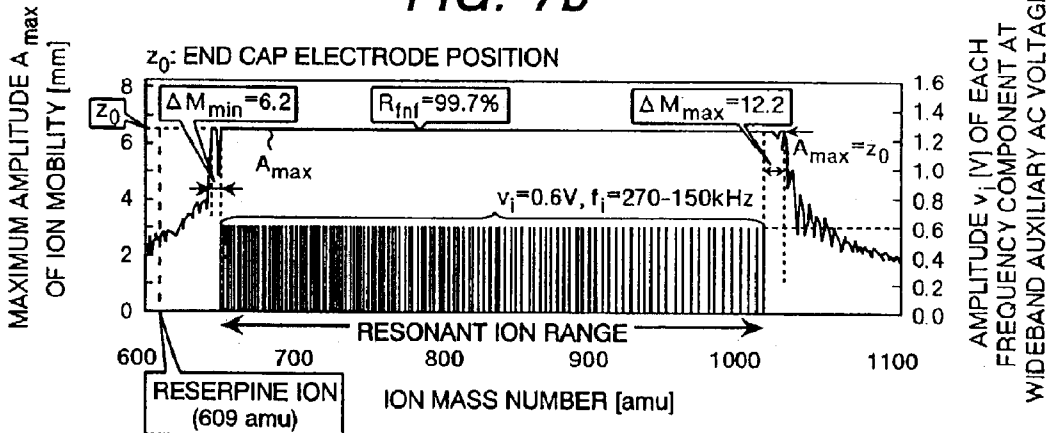 FIG. 7b
MAXIMUM AMPLITUDE A max
OF ION MOBILITY [mm]
z0: END CAP ELECTRODE POSITION
8
6
4
2
0
z0
ΔMmin=6.2
Rfnf=99.7%
ΔMmax=12.2
Amax
Amax=z0
vi=0.6V, fi=270-150kHz
RESONANT ION RANGE
1.6
1.4
1.2
1.0
0.8
0.6
0.4
0.2
0.0
AMPLITUDE vi [V] OF EACH
FREQUENCY COMPONENT AT
WIDEBAND AUXILIARY AC VOLTAGE
600 700 800 900 1000 1100
RESERPINE ION
(609 amu)
ION MASS NUMBER [amu]